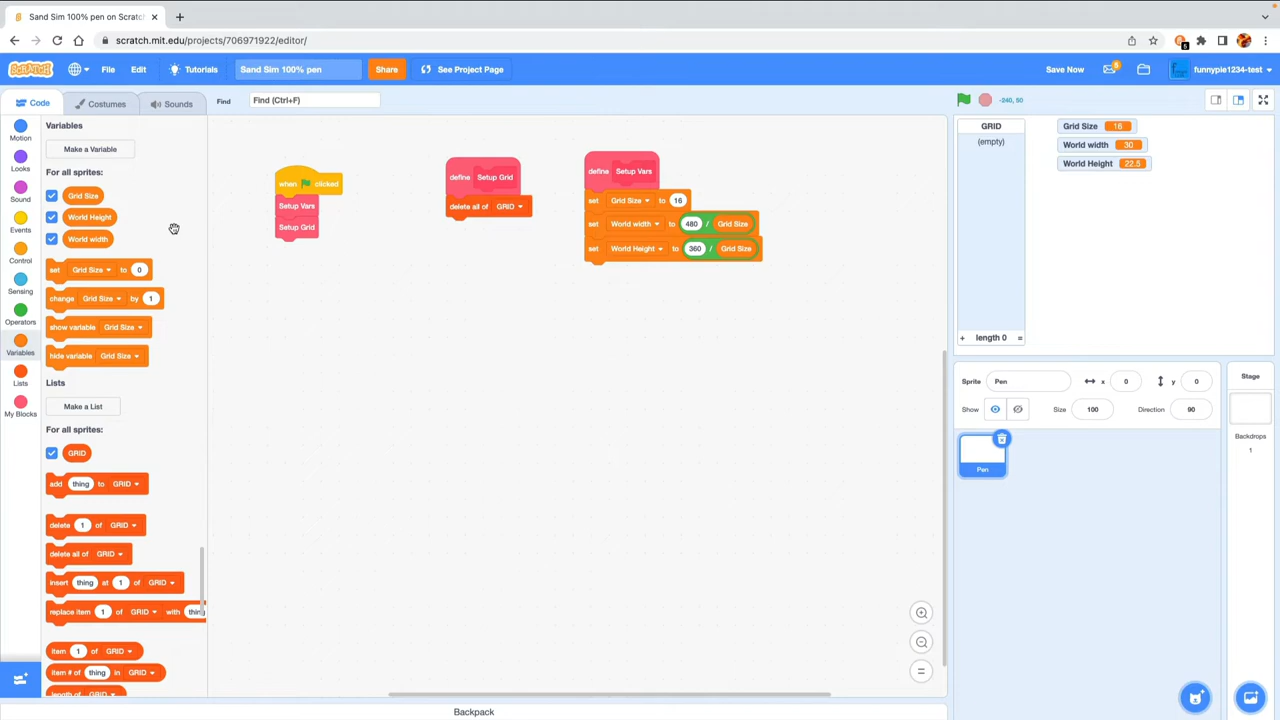 Sand Sim 100% pen on Scratch
scratch.mit.edu/projects/706971922/editor/
5
SCRATCH
File
Edit
Tutorials
Sand Sim 100% pen
Share
See Project Page
Save Now
funnypie1234-test
Code
Costumes
Sounds
Find
Find (Ctrl+F)
-240, 50
Motion
Looks
Sound
Events
Control
Sensing
Operators
Variables
Lists
My Blocks
Variables
Make a Variable
For all sprites:
Grid Size
World Height
World width
set Grid Size to 0
change Grid Size by 1
show variable Grid Size
hide variable Grid Size
Lists
Make a List
For all sprites:
GRID
add thing to GRID
delete 1 of GRID
delete all of GRID
insert thing at 1 of GRID
replace item 1 of GRID with thing
item 1 of GRID
item # of thing in GRID
length of GRID
when clicked
Setup Vars
Setup Grid
define Setup Grid
delete all of GRID
define Setup Vars
set Grid Size to 16
set World width to 480 / Grid Size
set World Height to 360 / Grid Size
GRID
(empty)
+ length 0 =
Grid Size 16
World width 30
World Height 22.5
Sprite Pen x 0 y 0
Show Size 100 Direction 90
Pen
Stage
Backdrops
1
Backpack